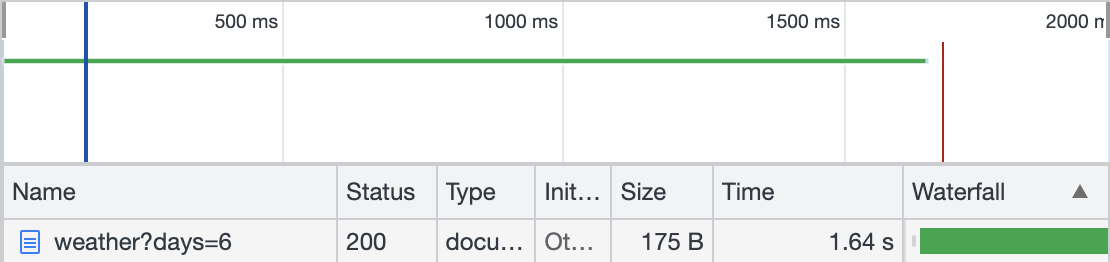 500 ms 1000 ms 1500 ms 2000 m
Name Status Type Init... Size Time Waterfall ▲
weather?days=6 200 docu... Ot... 175 B 1.64 s